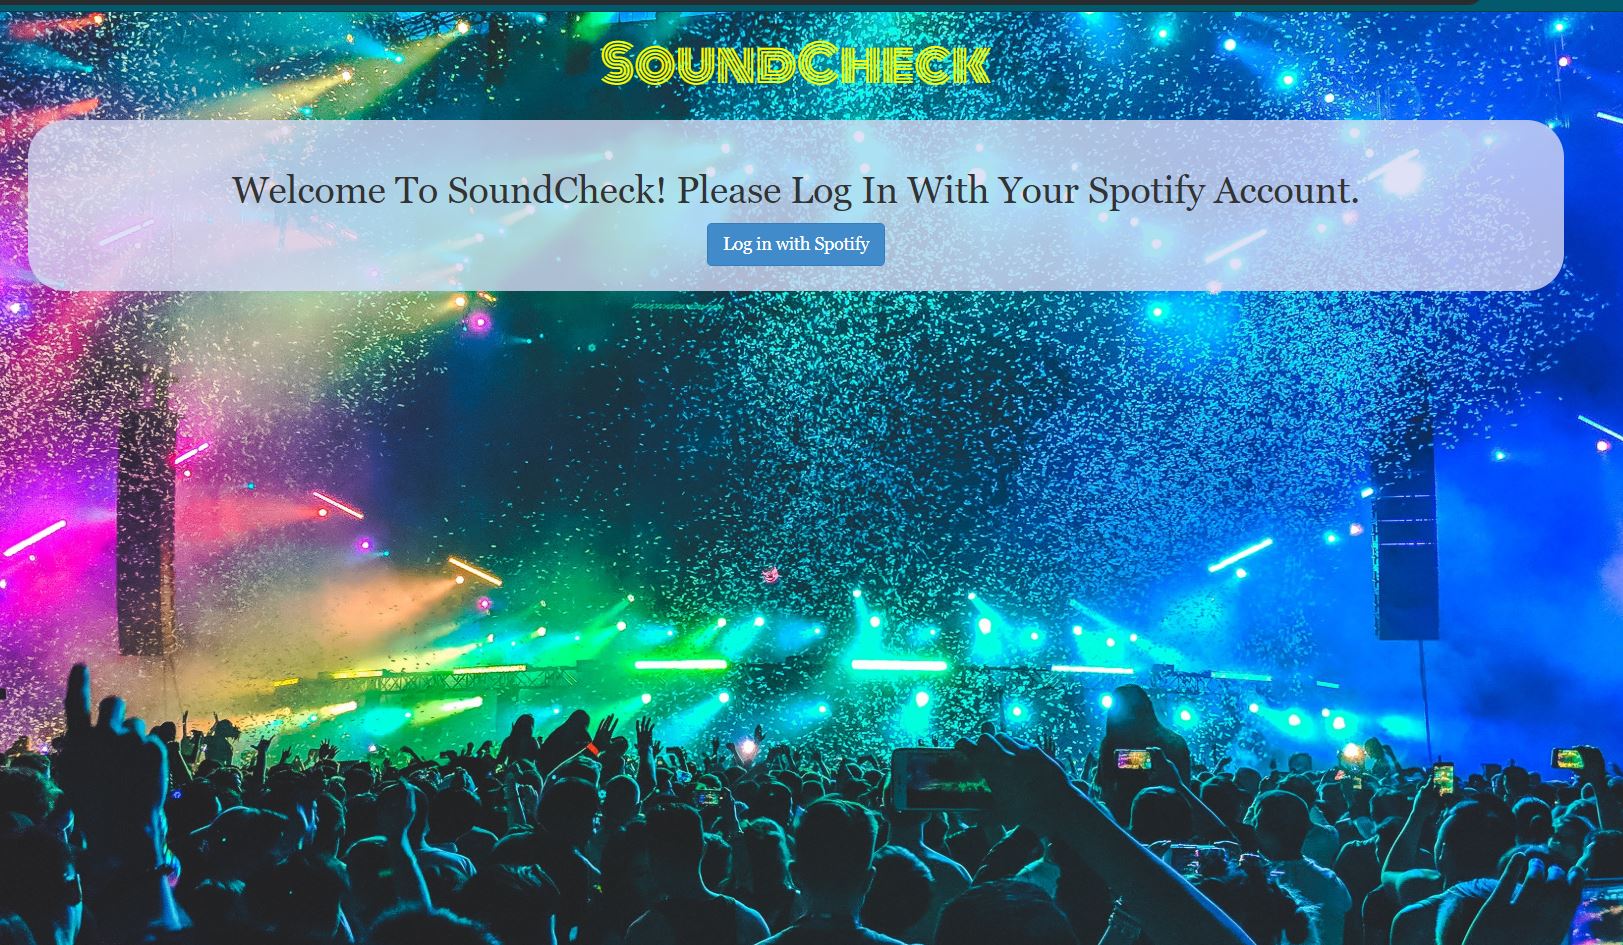 SoundCheck
Welcome To SoundCheck! Please Log In With Your Spotify Account.
Log in with Spotify